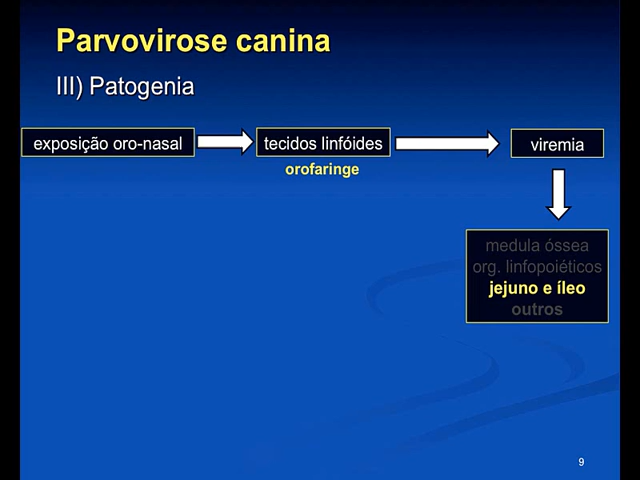 Parvovirose canina
III) Patogenia
exposição oro-nasal
tecidos linfóides
viremia
orofaringe
medula óssea
org. linfopoiéticos
jejuno e íleo
outros
9